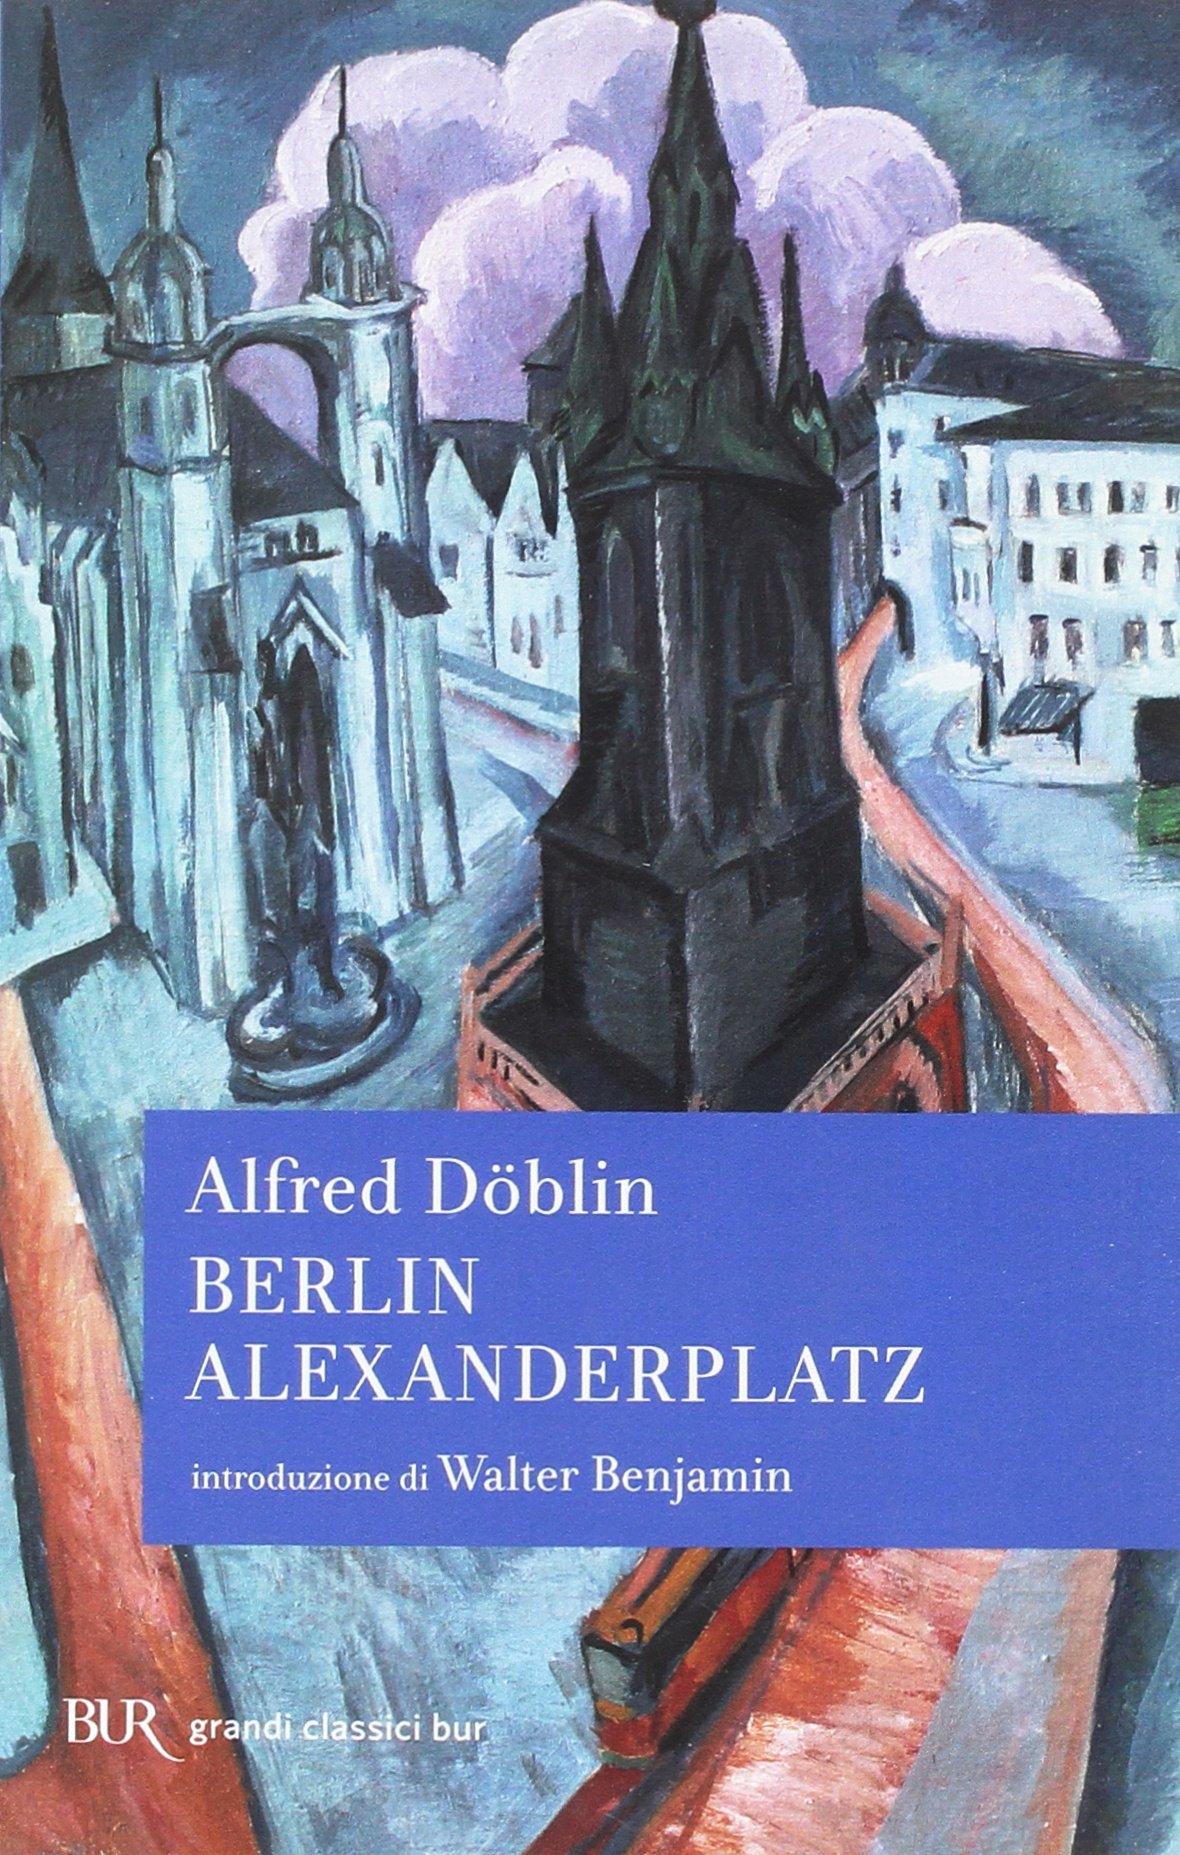 Alfred Döblin
BERLIN
ALEXANDERPLATZ
introduzione di Walter Benjamin
BUR grandi classici bur